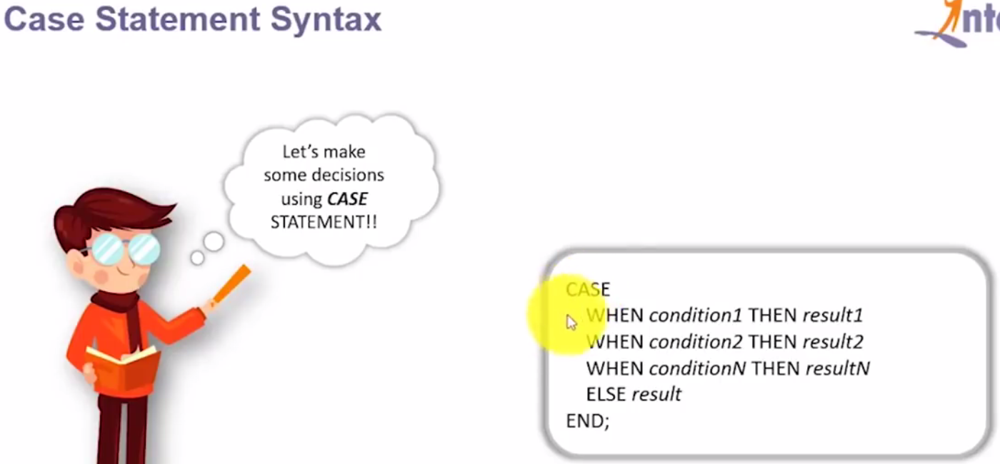 Case Statement Syntax
Let's make
some decisions
using CASE
STATEMENT!!
CASE
WHEN condition1 THEN result1
WHEN condition2 THEN result2
WHEN conditionN THEN resultN
ELSE result
END;